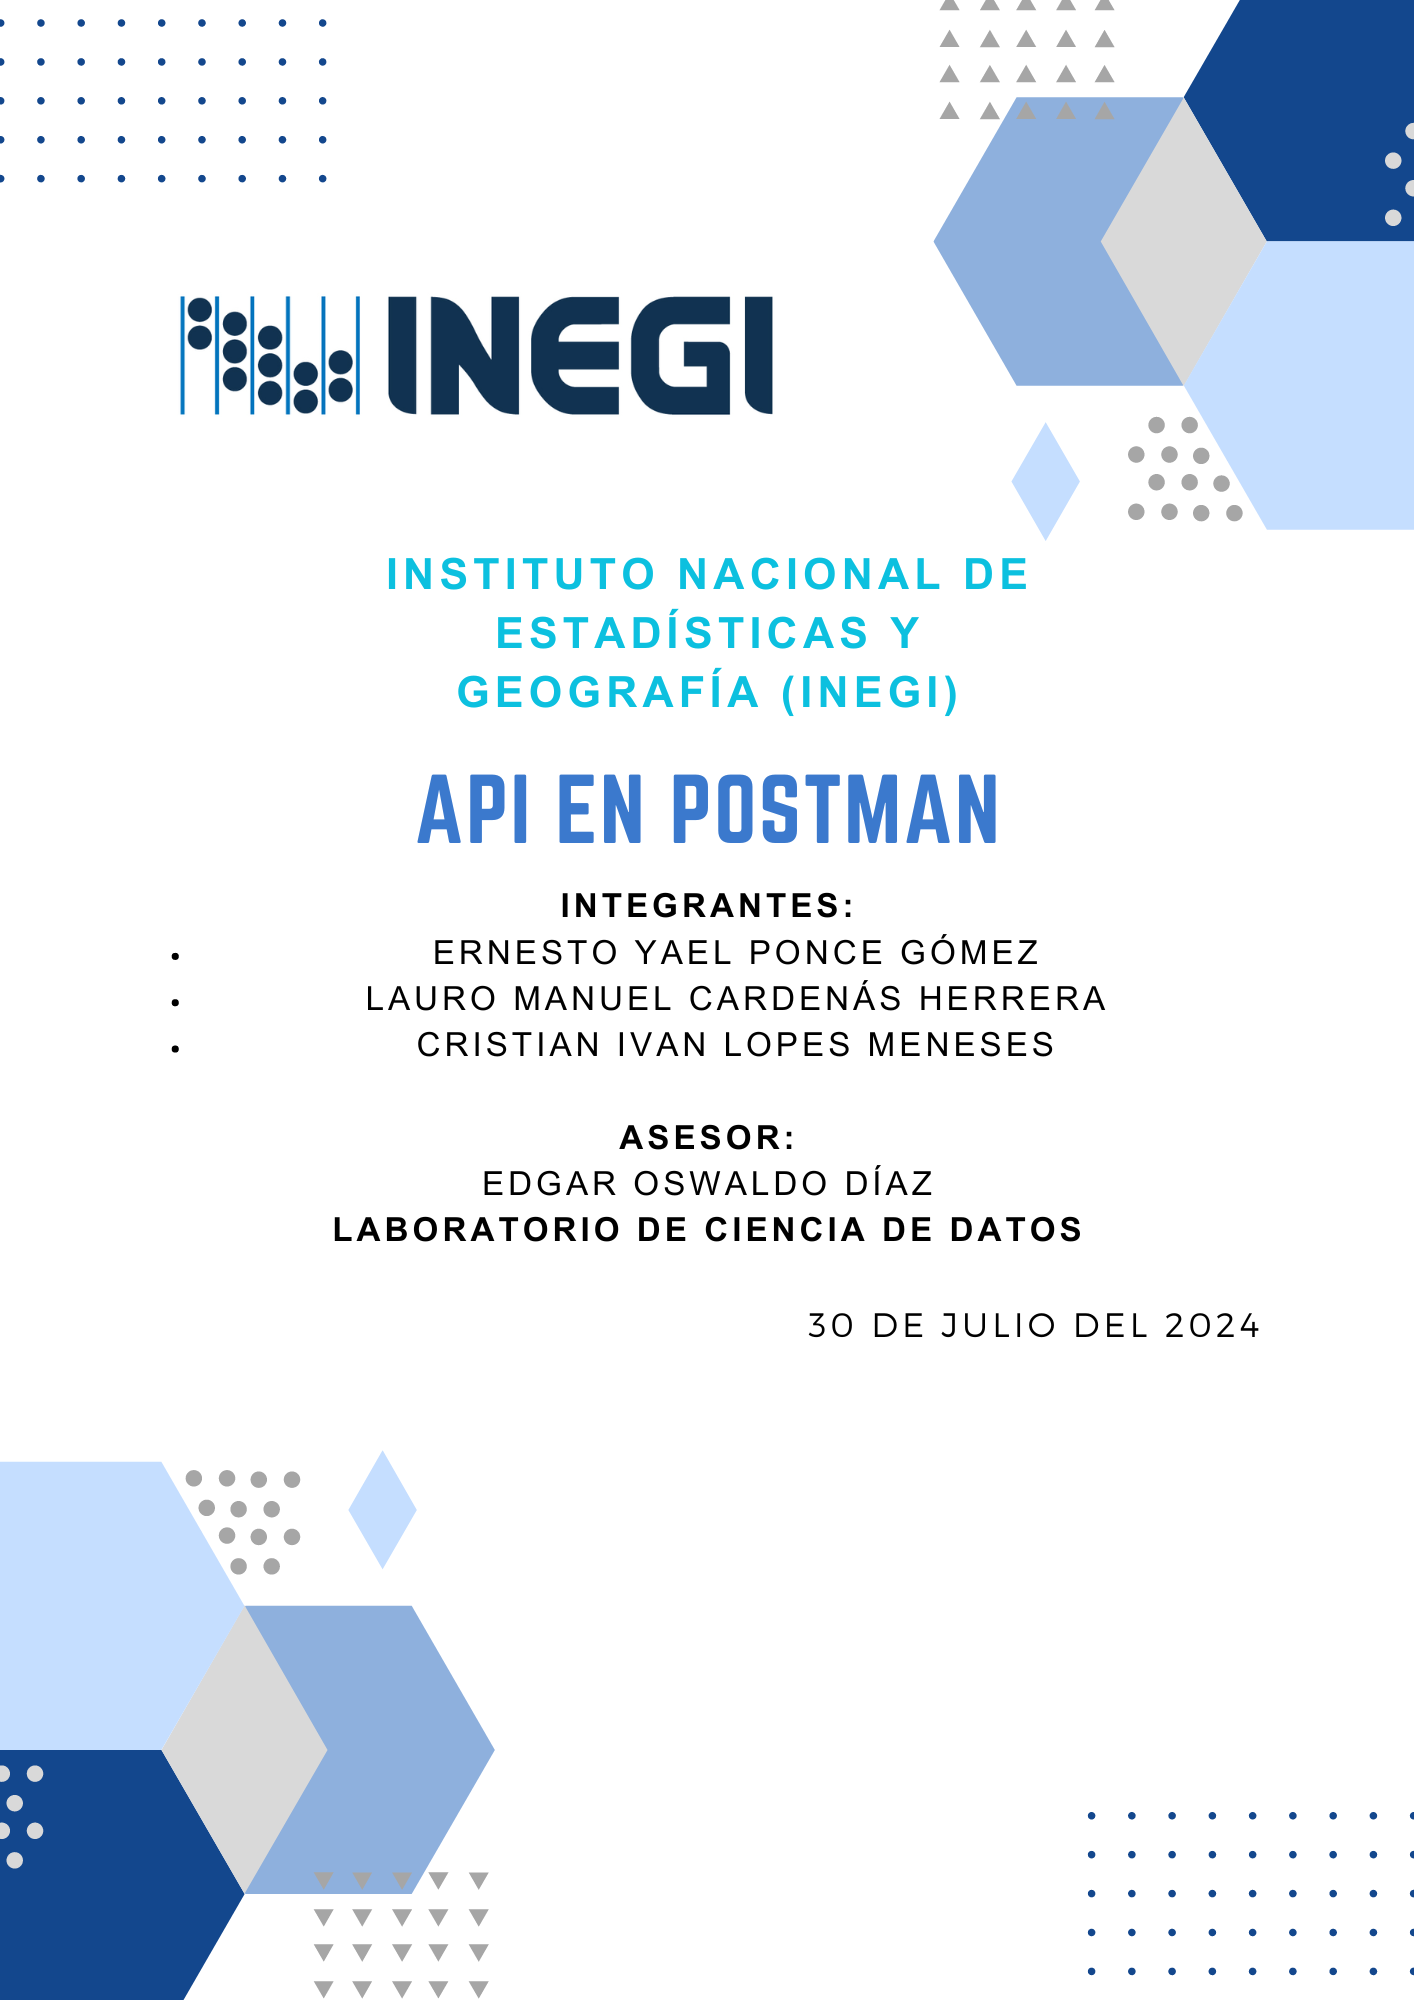 INEGI
INSTITUTO NACIONAL DE
ESTADÍSTICAS Y
GEOGRAFÍA (INEGI)
API EN POSTMAN
INTEGRANTES:
• ERNESTO YAEL PONCE GÓMEZ
• LAURO MANUEL CARDENÁS HERRERA
• CRISTIAN IVAN LOPES MENESES
ASESOR:
EDGAR OSWALDO DÍAZ
LABORATORIO DE CIENCIA DE DATOS
30 DE JULIO DEL 2024